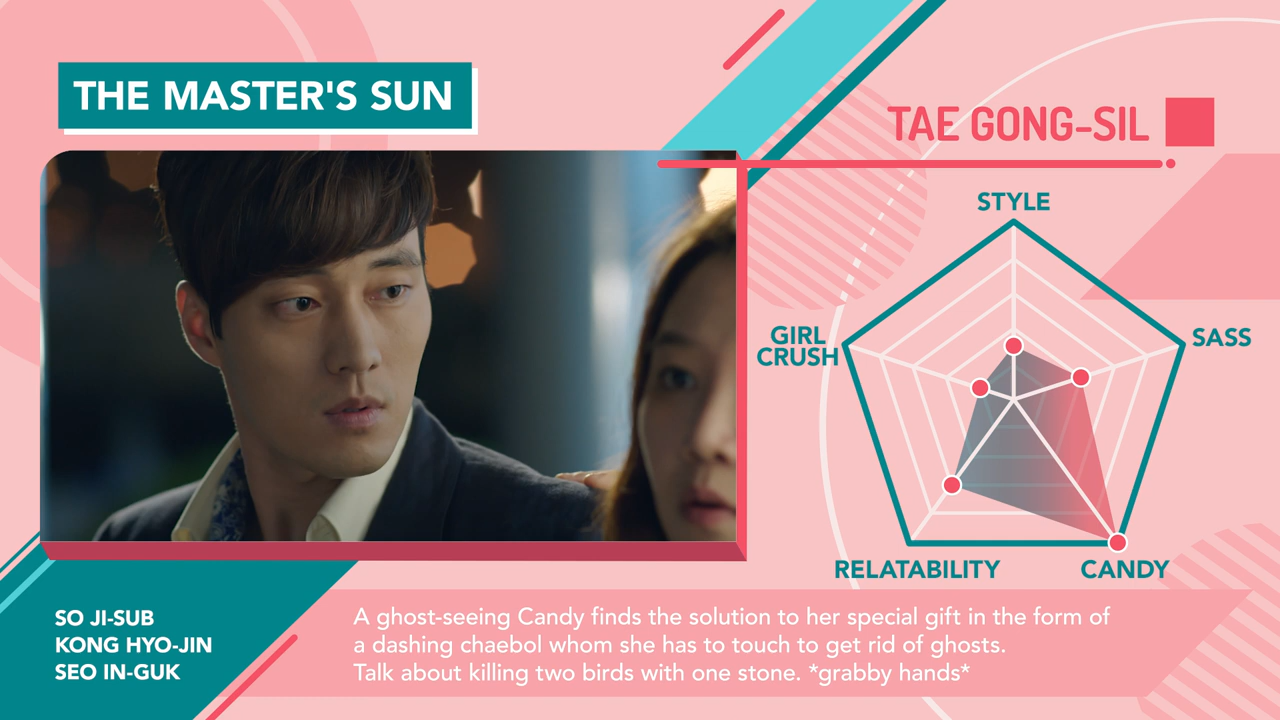 THE MASTER'S SUN
TAE GONG-SIL
STYLE
GIRL
CRUSH
SASS
RELATABILITY
CANDY
SO JI-SUB
KONG HYO-JIN
SEO IN-GUK
A ghost-seeing Candy finds the solution to her special gift in the form of
a dashing chaebol whom she has to touch to get rid of ghosts.
Talk about killing two birds with one stone. *grabby hands*